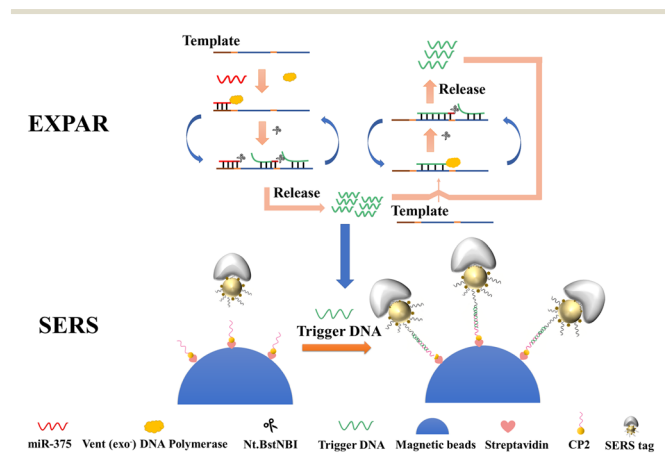 Template
EXPAR
Release
Release
Template
SERS
Trigger DNA
miR-375
Vent (exo-) DNA Polymerase
Nt.BstNBI
Trigger DNA
Magnetic beads
Streptavidin
CP2
SERS tag